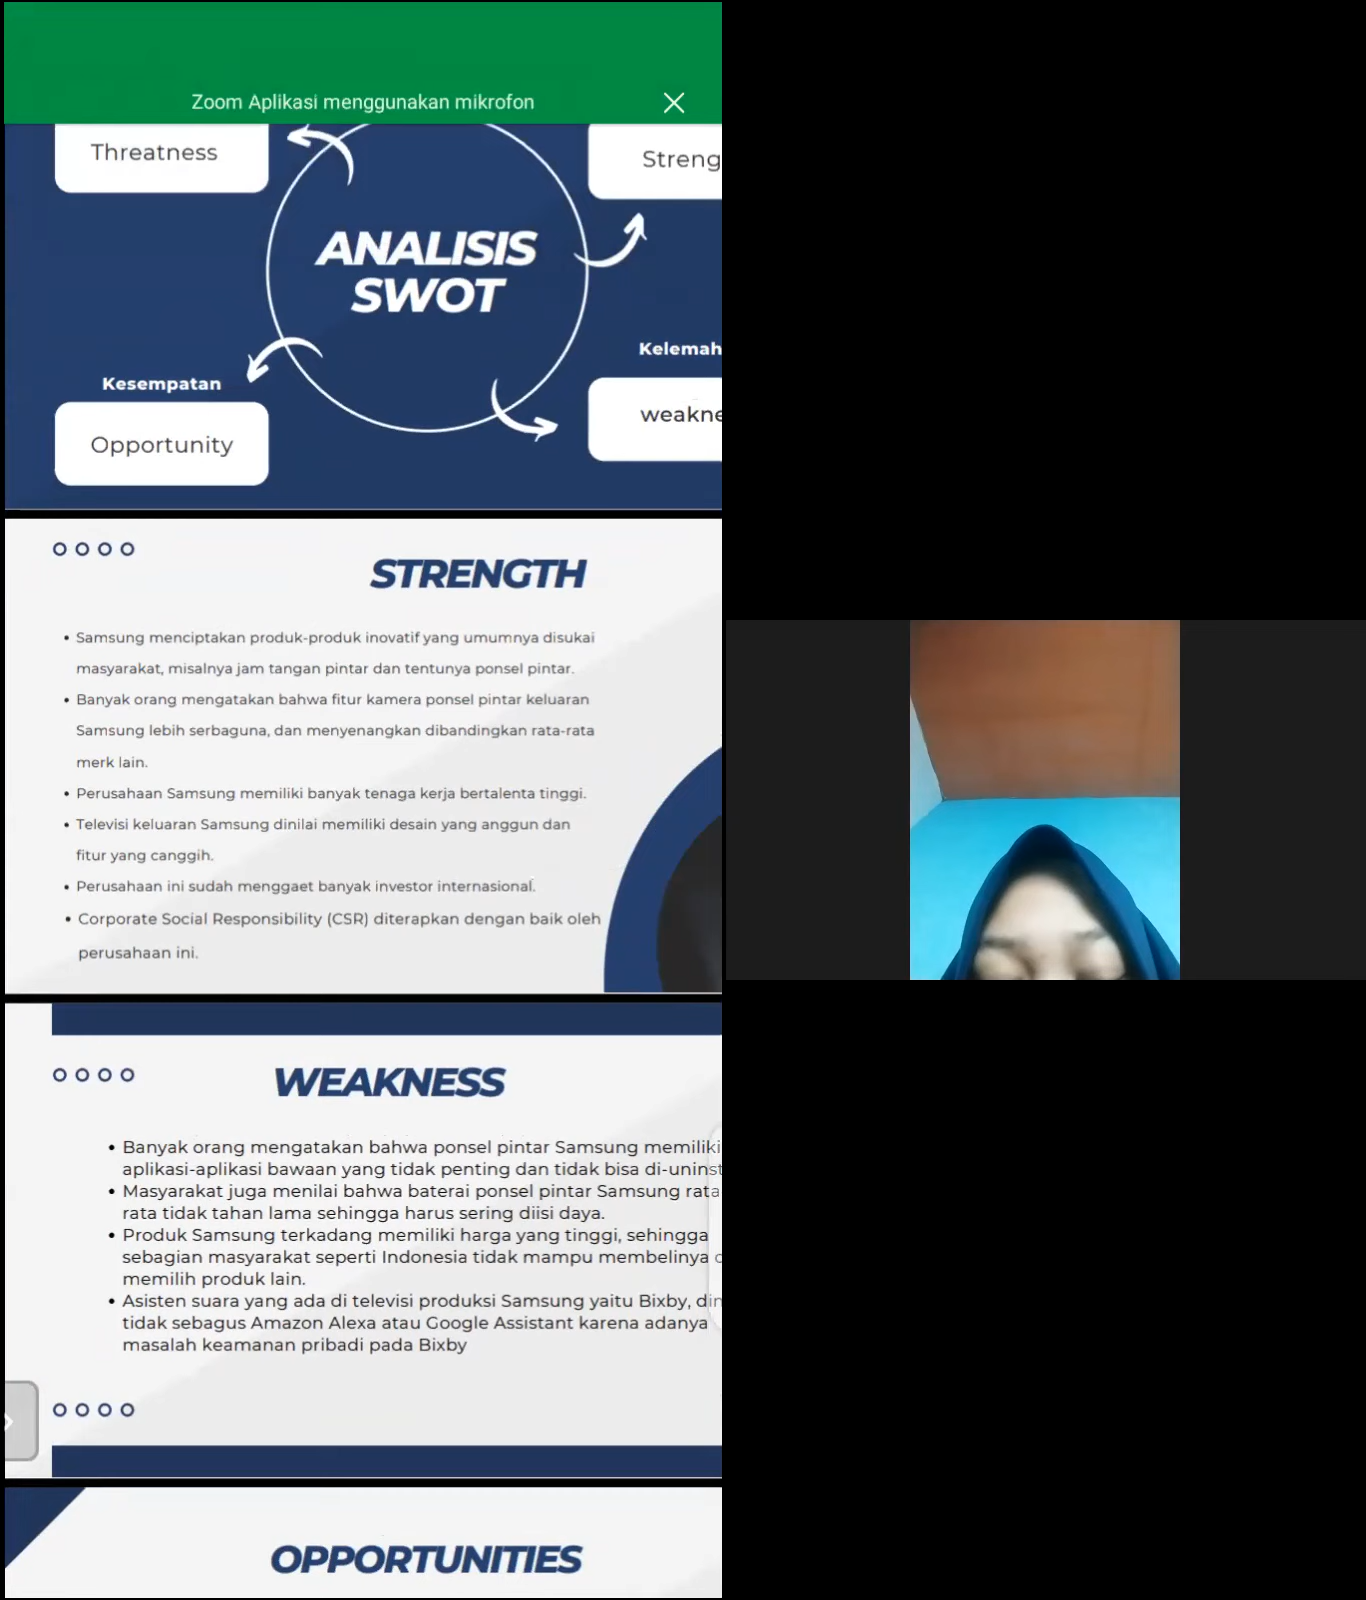 Zoom Aplikasi menggunakan mikrofon
Threatness
Streng
ANALISIS
SWOT
Kelemah
Kesempatan
weakne
Opportunity
STRENGTH
• Samsung menciptakan produk-produk inovatif yang umumnya disukai
masyarakat, misalnya jam tangan pintar dan tentunya ponsel pintar.
• Banyak orang mengatakan bahwa fitur kamera ponsel pintar keluaran
Samsung lebih serbaguna, dan menyenangkan dibandingkan rata-rata
merk lain.
• Perusahaan Samsung memiliki banyak tenaga kerja bertalenta tinggi.
• Televisi keluaran Samsung dinilai memiliki desain yang anggun dan
fitur yang canggih.
• Perusahaan ini sudah menggaet banyak investor internasional.
• Corporate Social Responsibility (CSR) diterapkan dengan baik oleh
perusahaan ini.
WEAKNESS
• Banyak orang mengatakan bahwa ponsel pintar Samsung memiliki
aplikasi-aplikasi bawaan yang tidak penting dan tidak bisa di-uninst
• Masyarakat juga menilai bahwa baterai ponsel pintar Samsung rata
rata tidak tahan lama sehingga harus sering diisi daya.
• Produk Samsung terkadang memiliki harga yang tinggi, sehingga
sebagian masyarakat seperti Indonesia tidak mampu membelinya
memilih produk lain.
• Asisten suara yang ada di televisi produksi Samsung yaitu Bixby, din
tidak sebagus Amazon Alexa atau Google Assistant karena adanya
masalah keamanan pribadi pada Bixby
OPPORTUNITIES